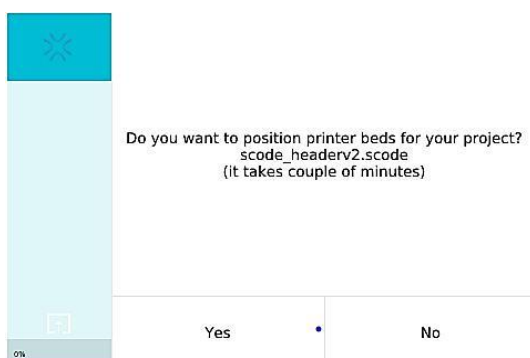 Do you want to position printer beds for your project?
scode_headerv2.scode
(it takes couple of minutes)
Yes
No
0%